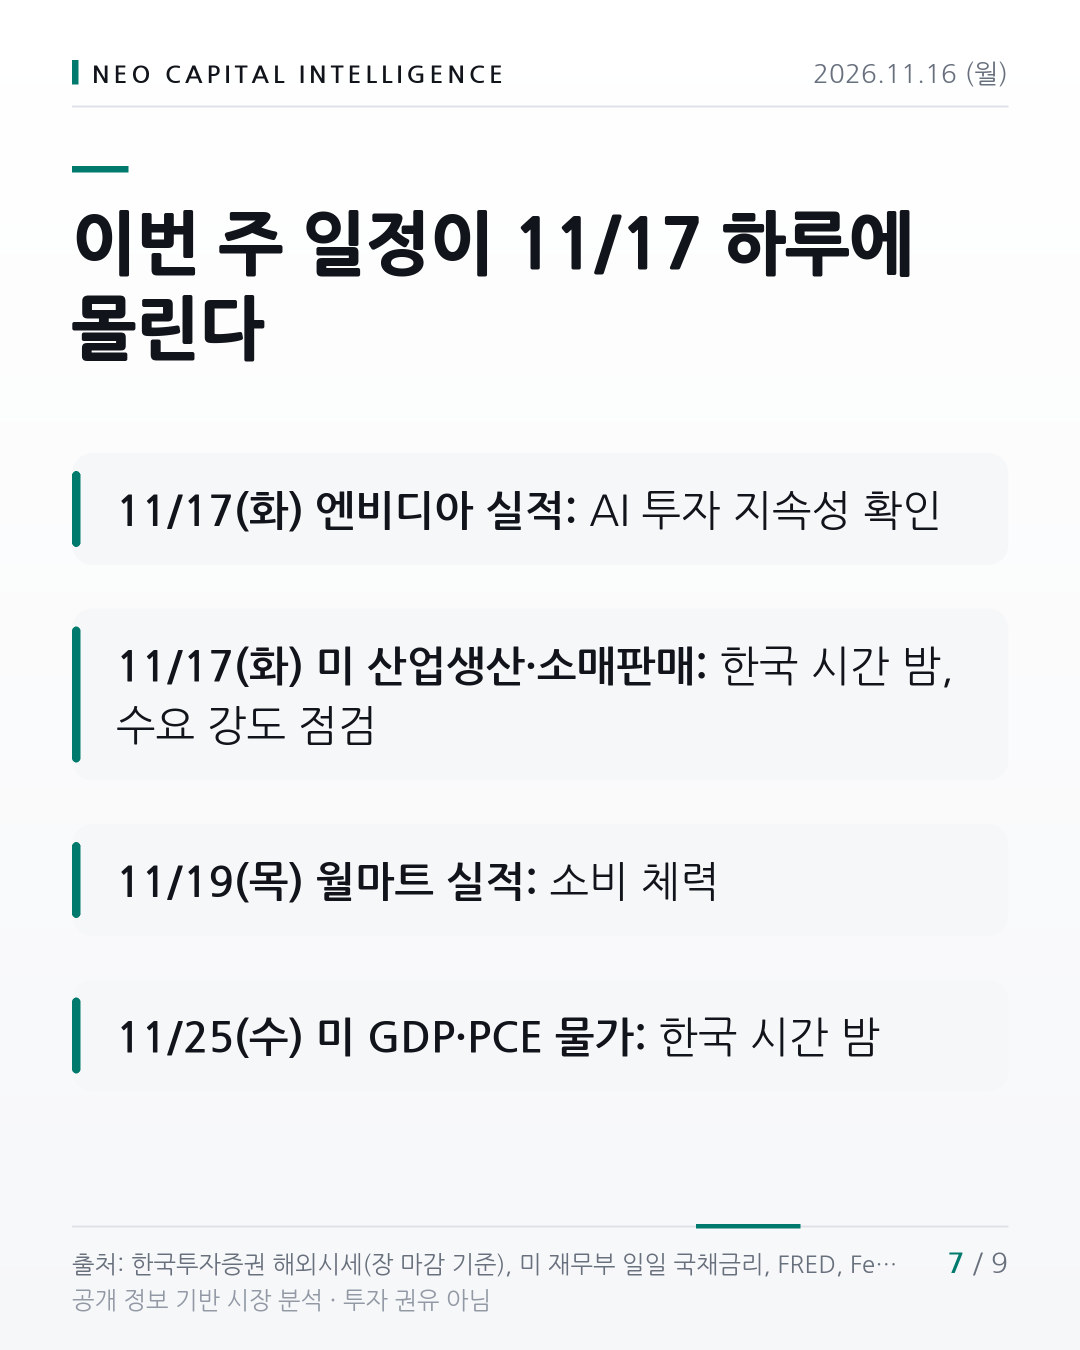 NEO CAPITAL INTELLIGENCE
2026.11.16 (월)
이번 주 일정이 11/17 하루에
몰린다
11/17(화) 엔비디아 실적: AI 투자 지속성 확인
11/17(화) 미 산업생산·소매판매: 한국 시간 밤,
수요 강도 점검
11/19(목) 월마트 실적: 소비 체력
11/25(수) 미 GDP·PCE 물가: 한국 시간 밤
출처: 한국투자증권 해외시세(장 마감 기준), 미 재무부 일일 국채금리, FRED, Fe…
7 / 9
공개 정보 기반 시장 분석 · 투자 권유 아님